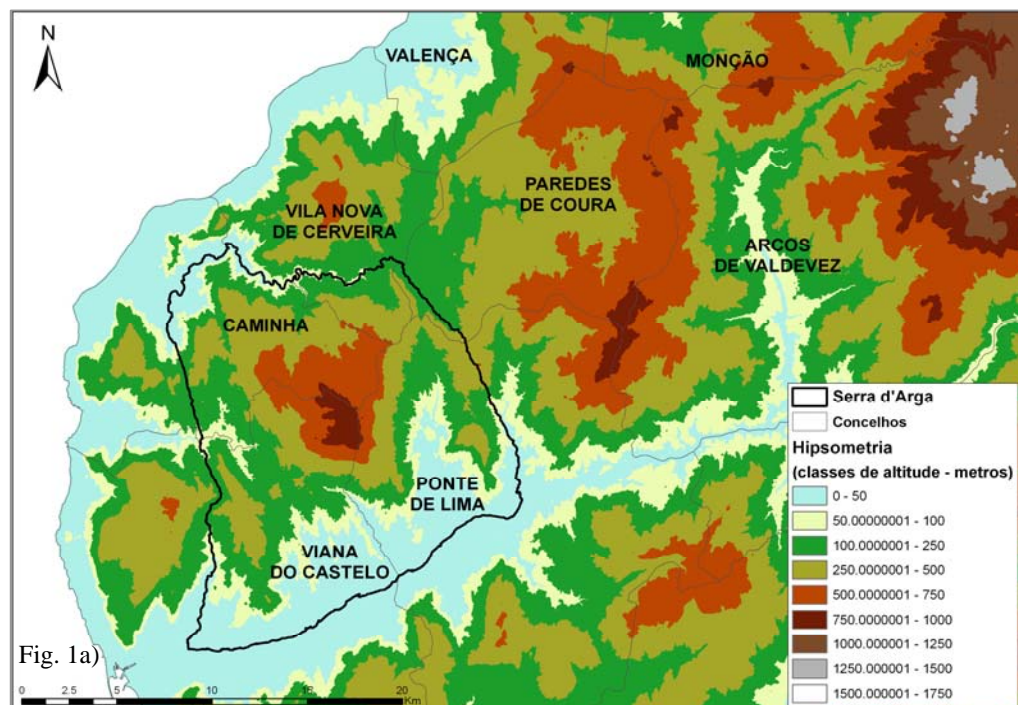 N
VALENÇA
MONÇÃO
PAREDES
DE COURA
VILA NOVA
DE CERVEIRA
ARCOS
DE VALDEVEZ
CAMINHA
PONTE
DE LIMA
VIANA
DO CASTELO
Serra d'Arga
Concelhos
Hipsometria
(classes de altitude - metros)
0 - 50
50.00000001 - 100
100.0000001 - 250
250.0000001 - 500
500.0000001 - 750
750.0000001 - 1000
1000.000001 - 1250
1250.000001 - 1500
1500.000001 - 1750
Fig. 1a)
0 2.5 5 10 15 20
Km